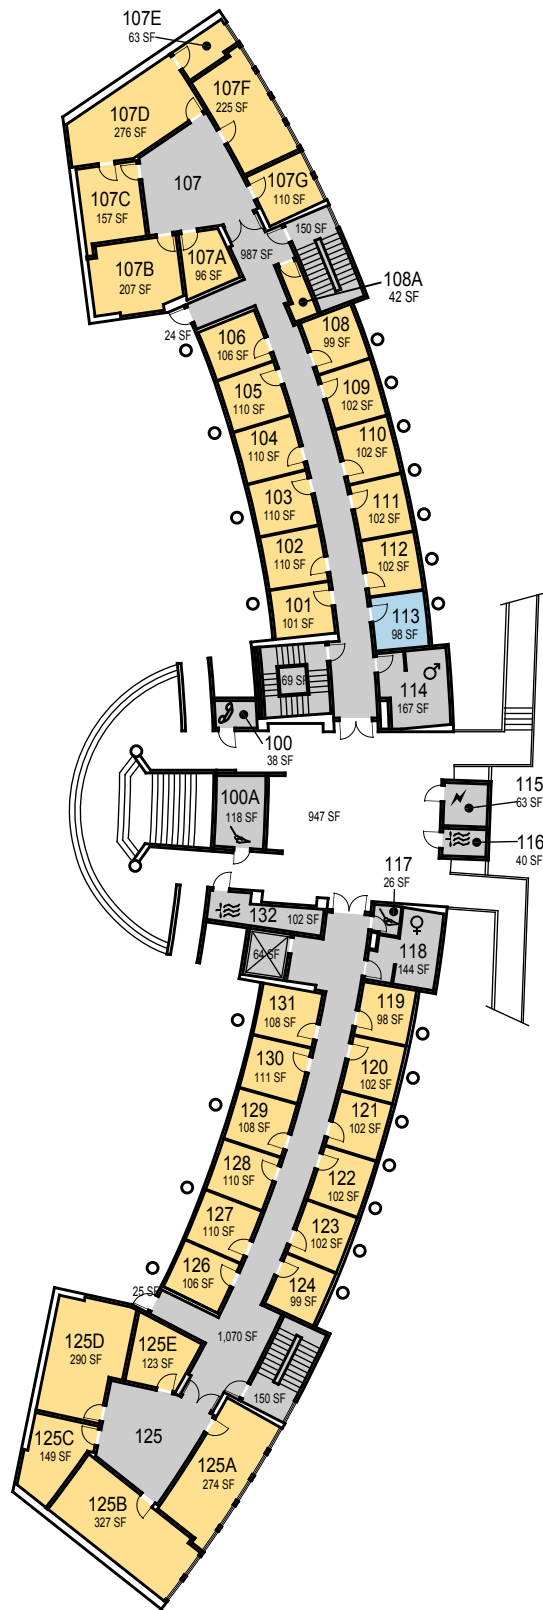 107E
63 SF
107D
276 SF
107F
225 SF
107
107G
110 SF
107C
157 SF
107B
207 SF
107A
96 SF
987 SF
150 SF
108A
42 SF
24 SF
106
106 SF
108
99 SF
105
110 SF
109
102 SF
104
110 SF
110
102 SF
103
110 SF
111
102 SF
102
110 SF
112
102 SF
101
101 SF
113
98 SF
69 SF
114
167 SF
100
38 SF
100A
118 SF
947 SF
115
63 SF
116
40 SF
117
26 SF
132
102 SF
118
144 SF
64 SF
131
108 SF
119
98 SF
130
111 SF
120
102 SF
129
108 SF
121
102 SF
128
110 SF
122
102 SF
127
110 SF
123
102 SF
126
106 SF
124
99 SF
25 SF
125D
290 SF
125E
123 SF
1,070 SF
150 SF
125C
149 SF
125
125A
274 SF
125B
327 SF